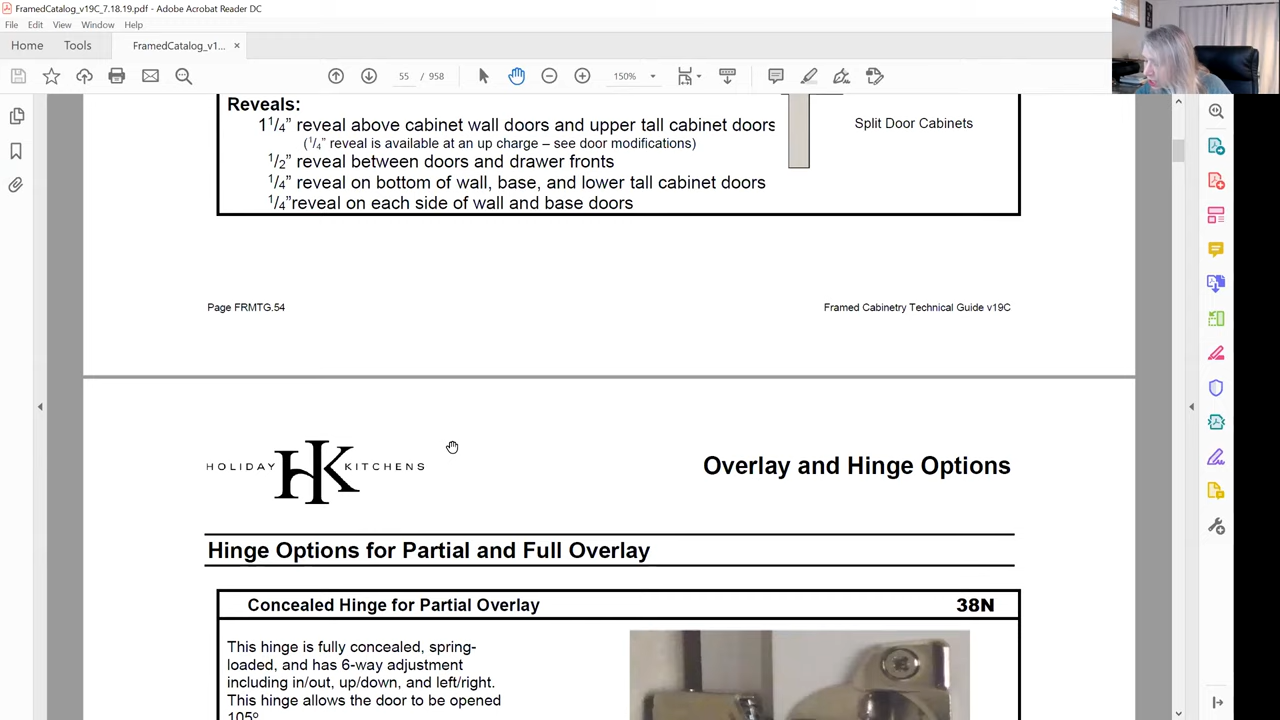 FramedCatalog_v19C_7.18.19.pdf - Adobe Acrobat Reader DC
File Edit View Window Help
Home Tools FramedCatalog_v1... ×
55 / 958 150%
Reveals:
1 1/4” reveal above cabinet wall doors and upper tall cabinet doors
(1/4” reveal is available at an up charge – see door modifications)
1/2” reveal between doors and drawer fronts
1/4” reveal on bottom of wall, base, and lower tall cabinet doors
1/4”reveal on each side of wall and base doors
Split Door Cabinets
Page FRMTG.54 Framed Cabinetry Technical Guide v19C
HOLIDAY HK KITCHENS
Overlay and Hinge Options
Hinge Options for Partial and Full Overlay
Concealed Hinge for Partial Overlay 38N
This hinge is fully concealed, spring-
loaded, and has 6-way adjustment
including in/out, up/down, and left/right.
This hinge allows the door to be opened
105º